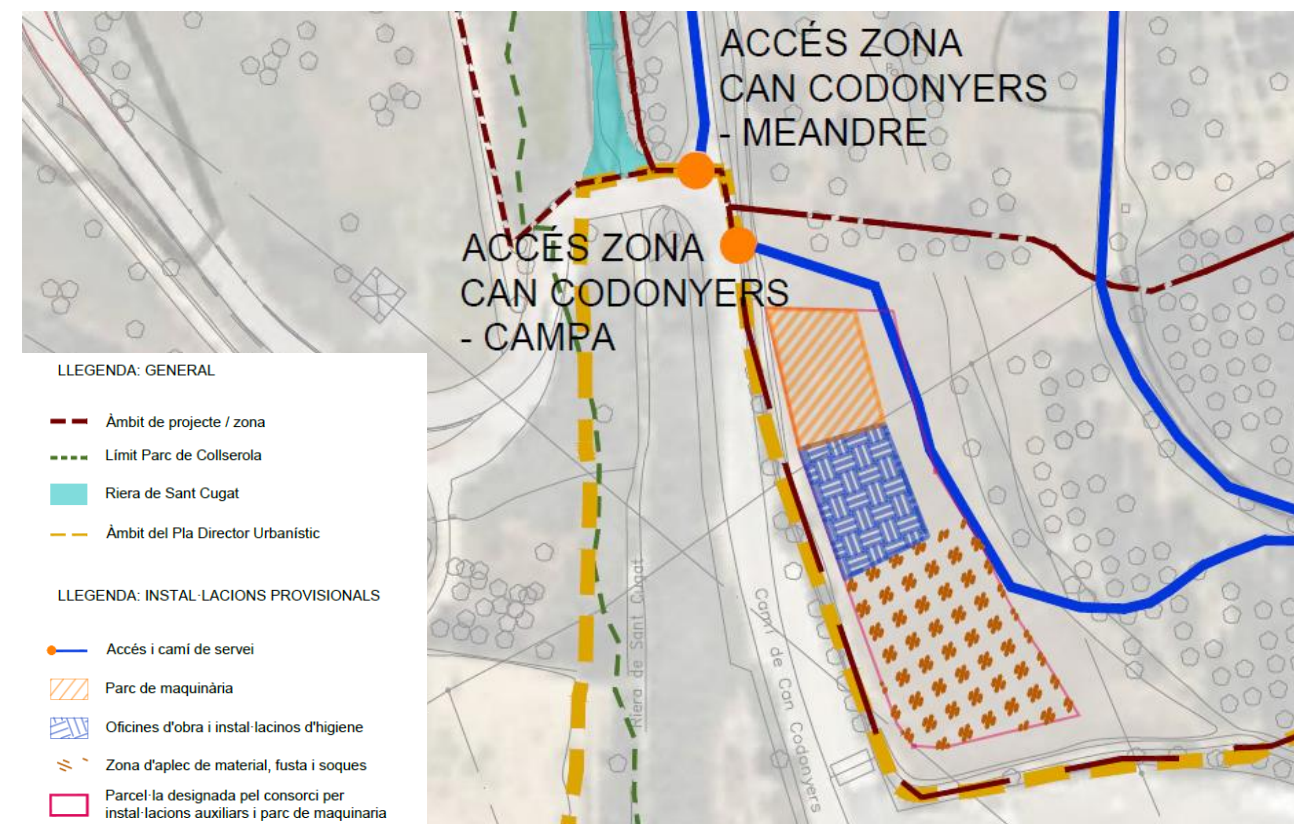 ACCÉS ZONA
CAN CODONYERS
- MEANDRE
ACCÉS ZONA
CAN CODONYERS
- CAMPA
LLEGENDA: GENERAL
Àmbit de projecte / zona
Límit Parc de Collserola
Riera de Sant Cugat
Àmbit del Pla Director Urbanístic
LLEGENDA: INSTAL·LACIONS PROVISIONALS
Accés i camí de servei
Parc de maquinària
Oficines d'obra i instal·lacinos d'higiene
Zona d'aplec de material, fusta i soques
Parcel·la designada pel consorci per
instal·lacions auxiliars i parc de maquinaria
Riera de Sant Cugat
Camí de Can Codonyers